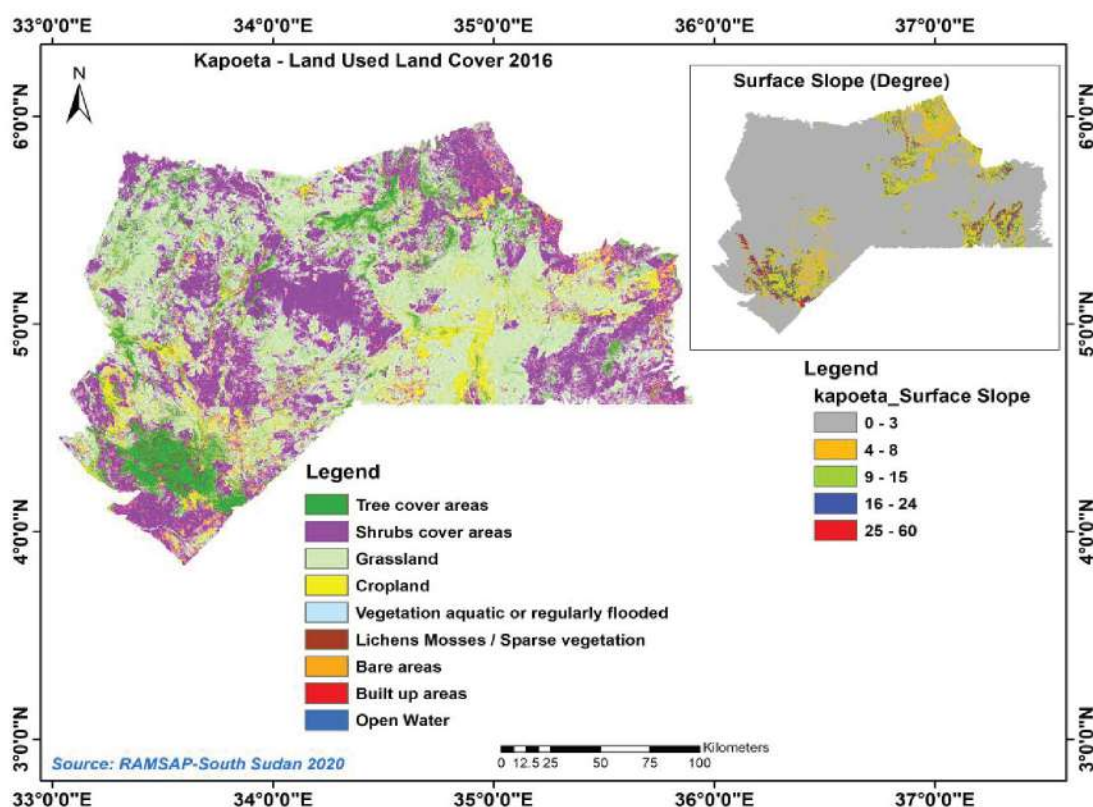 33°0'0"E 34°0'0"E 35°0'0"E 36°0'0"E 37°0'0"E
Kapoeta - Land Used Land Cover 2016
N
Surface Slope (Degree)
6°0'0"N
6°0'0"N
5°0'0"N
5°0'0"N
4°0'0"N
4°0'0"N
3°0'0"N
3°0'0"N
Legend
kapoeta_Surface Slope
0 - 3
4 - 8
9 - 15
16 - 24
25 - 60
Legend
Tree cover areas
Shrubs cover areas
Grassland
Cropland
Vegetation aquatic or regularly flooded
Lichens Mosses / Sparse vegetation
Bare areas
Built up areas
Open Water
Source: RAMSAP-South Sudan 2020
Kilometers
0 12.5 25 50 75 100
33°0'0"E 34°0'0"E 35°0'0"E 36°0'0"E 37°0'0"E